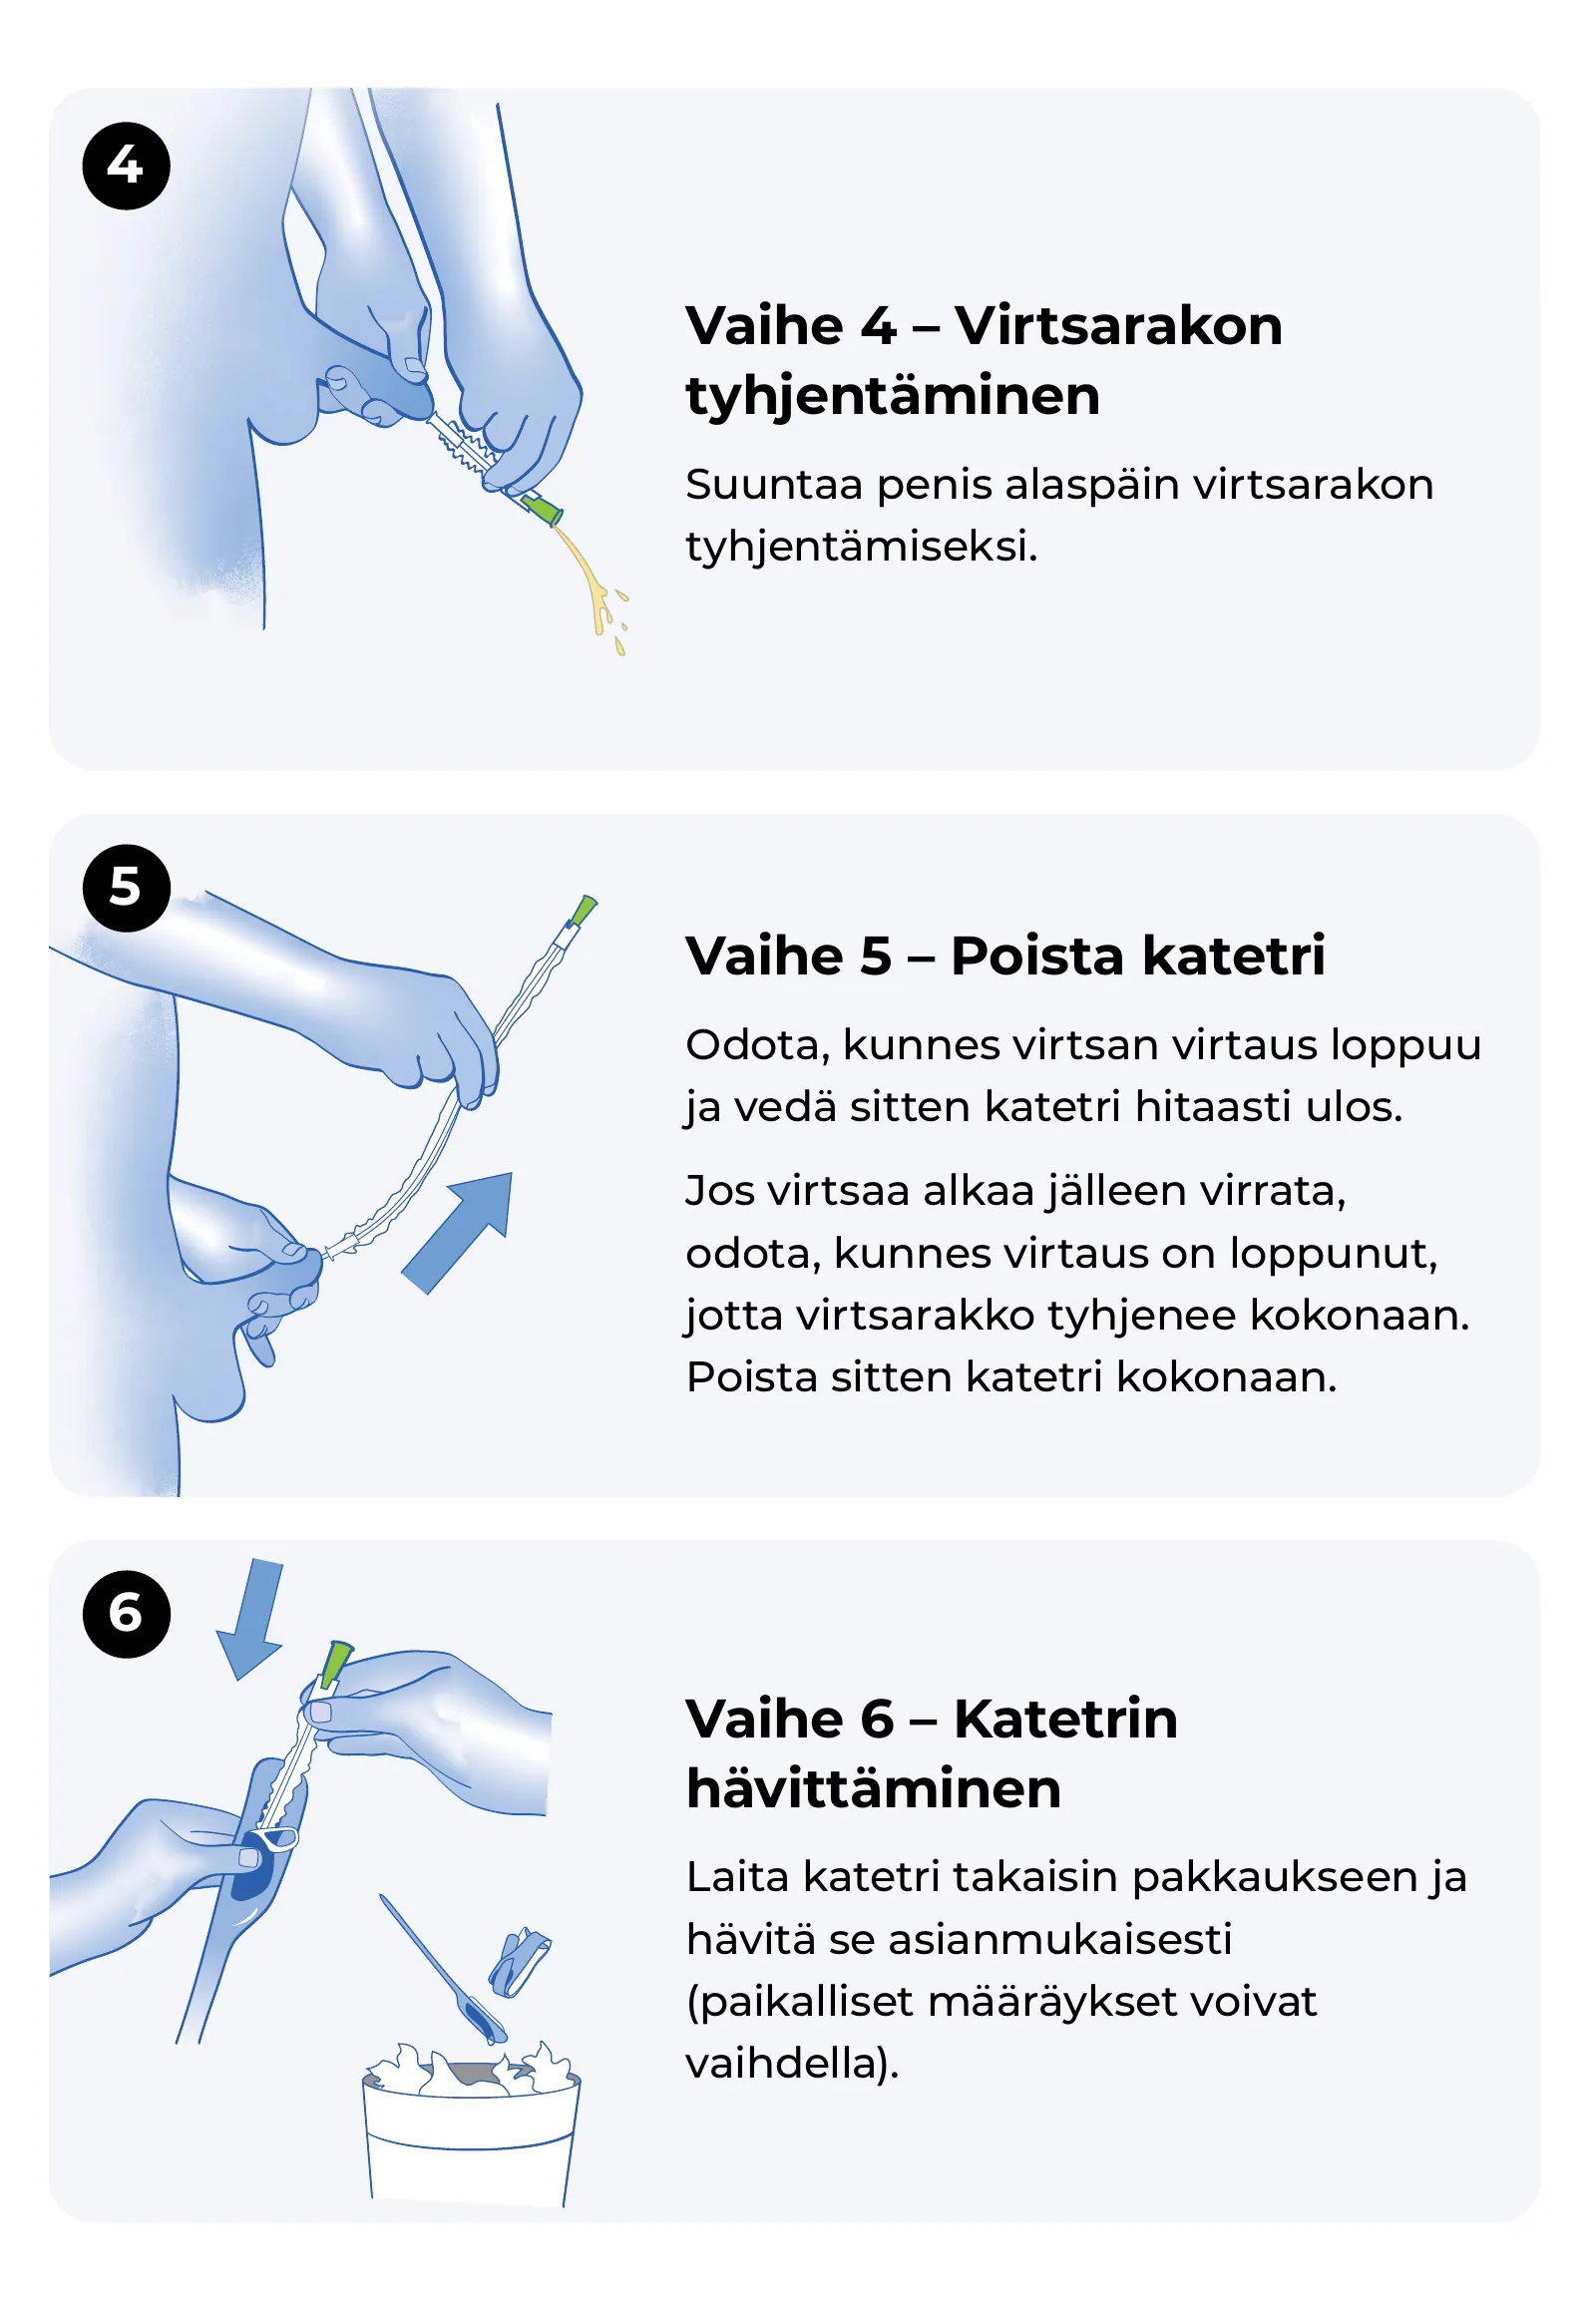 4
Vaihe 4 – Virtsarakon
tyhjentäminen
Suuntaa penis alaspäin virtsarakon
tyhjentämiseksi.
5
Vaihe 5 – Poista katetri
Odota, kunnes virtsan virtaus loppuu
ja vedä sitten katetri hitaasti ulos.
Jos virtsaa alkaa jälleen virrata,
odota, kunnes virtaus on loppunut,
jotta virtsarakko tyhjenee kokonaan.
Poista sitten katetri kokonaan.
6
Vaihe 6 – Katetrin
hävittäminen
Laita katetri takaisin pakkaukseen ja
hävitä se asianmukaisesti
(paikalliset määräykset voivat
vaihdella).